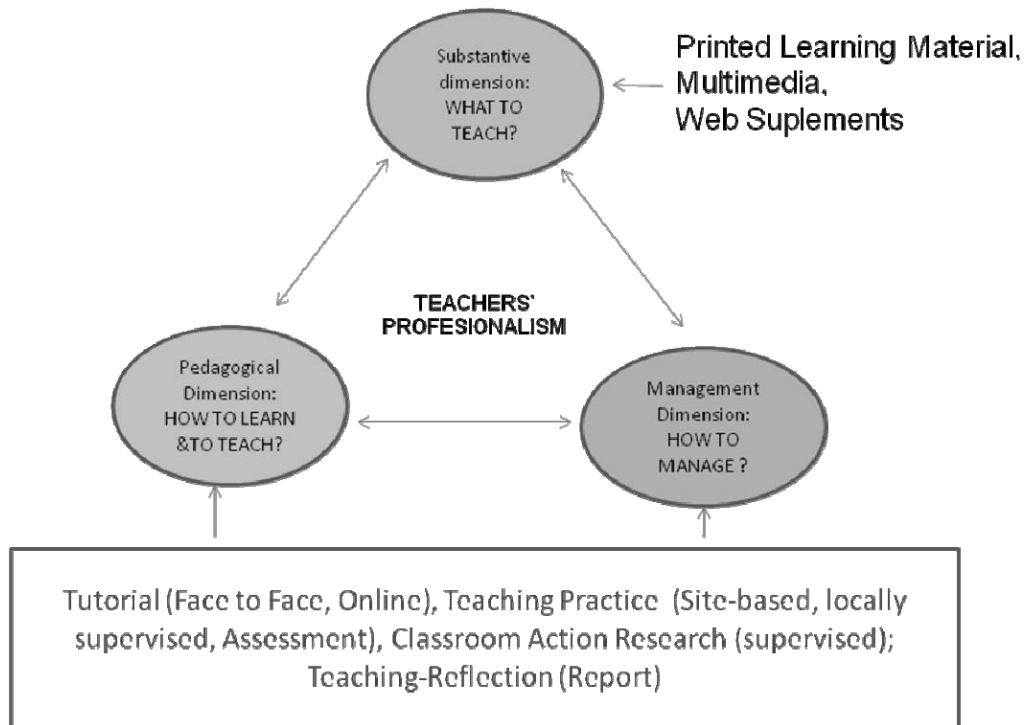 Substantive
dimension:
WHAT TO
TEACH?
Printed Learning Material,
Multimedia,
Web Suplements
TEACHERS'
PROFESIONALISM
Pedagogical
Dimension:
HOW TO LEARN
&TO TEACH?
Management
Dimension:
HOW TO
MANAGE ?
Tutorial (Face to Face, Online), Teaching Practice (Site-based, locally
supervised, Assessment), Classroom Action Research (supervised);
Teaching-Reflection (Report)